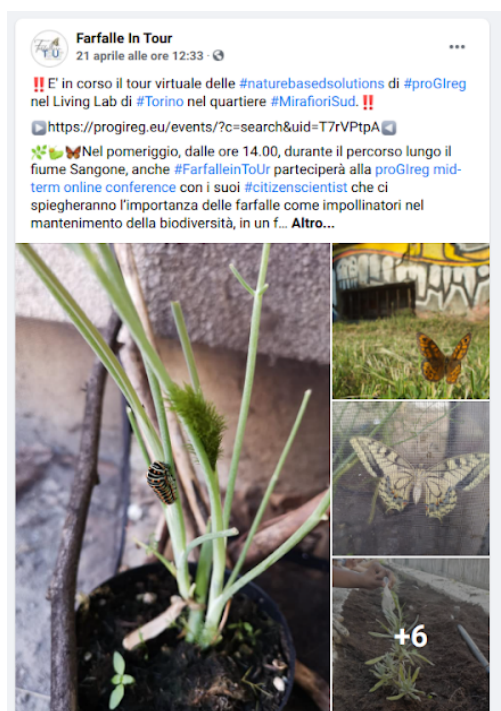 Farfalle In Tour
21 aprile alle ore 12:33 ·
‼️E' in corso il tour virtuale delle #naturebasedsolutions di #proGIreg
nel Living Lab di #Torino nel quartiere #MirafioriSud.‼️
▶️https://progireg.eu/events/?c=search&uid=T7rVPtpA◀️
🌿🍃🦋Nel pomeriggio, dalle ore 14.00, durante il percorso lungo il
fiume Sangone, anche #FarfalleinToUr parteciperà alla proGIreg mid-
term online conference con i suoi #citizenscientist che ci
spiegheranno l'importanza delle farfalle come impollinatori nel
mantenimento della biodiversità, in un f... Altro...
+6